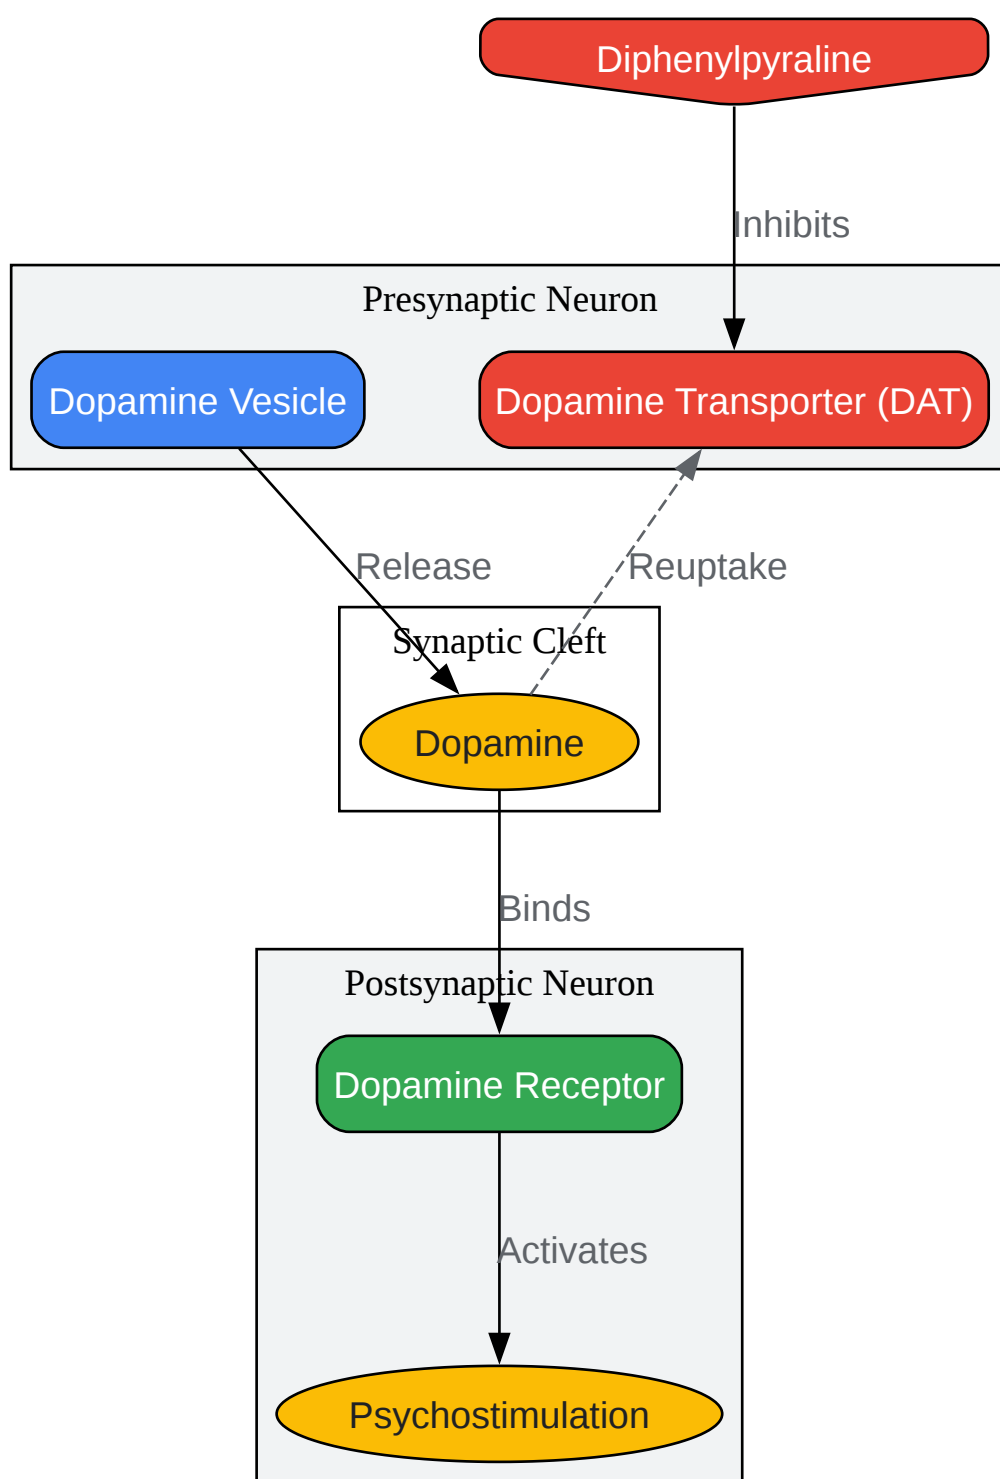 Diphenylpyraline
Inhibits
Presynaptic Neuron
Dopamine Vesicle
Dopamine Transporter (DAT)
Release
Reuptake
Synaptic Cleft
Dopamine
Binds
Postsynaptic Neuron
Dopamine Receptor
Activates
Psychostimulation